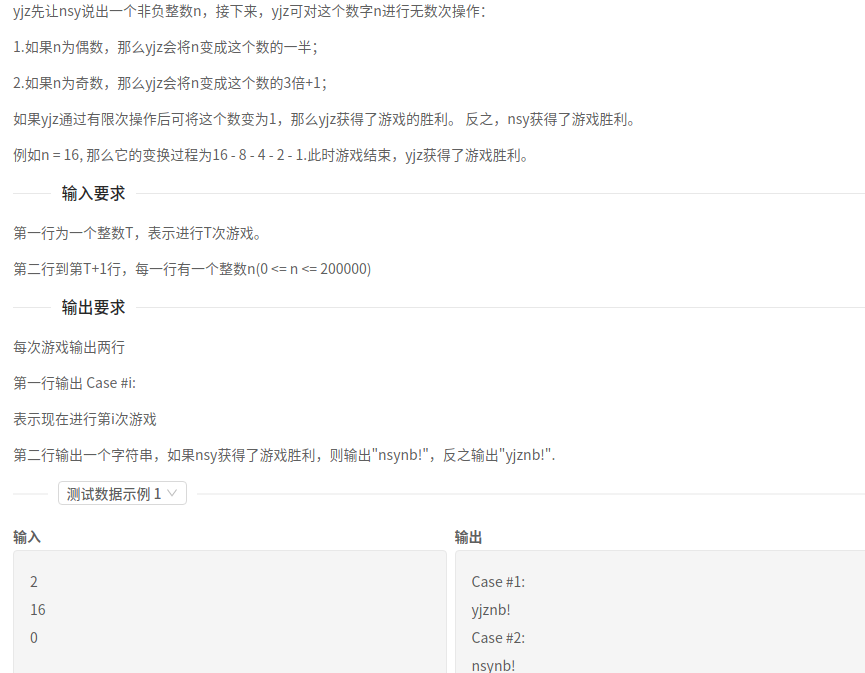 yjz先让nsy说出一个非负整数n，接下来，yjz可对这个数字n进行无数次操作：
1.如果n为偶数，那么yjz会将n变成这个数的一半；
2.如果n为奇数，那么yjz会将n变成这个数的3倍+1；
如果yjz通过有限次操作后可将这个数变为1，那么yjz获得了游戏的胜利。 反之，nsy获得了游戏胜利。
例如n = 16, 那么它的变换过程为16 - 8 - 4 - 2 - 1.此时游戏结束，yjz获得了游戏胜利。
输入要求
第一行为一个整数T，表示进行T次游戏。
第二行到第T+1行，每一行有一个整数n(0 <= n <= 200000)
输出要求
每次游戏输出两行
第一行输出 Case #i:
表示现在进行第i次游戏
第二行输出一个字符串，如果nsy获得了游戏胜利，则输出"nsynb!"，反之输出"yjznb!".
测试数据示例 1
输入
2
16
0
输出
Case #1:
yjznb!
Case #2:
nsynb!